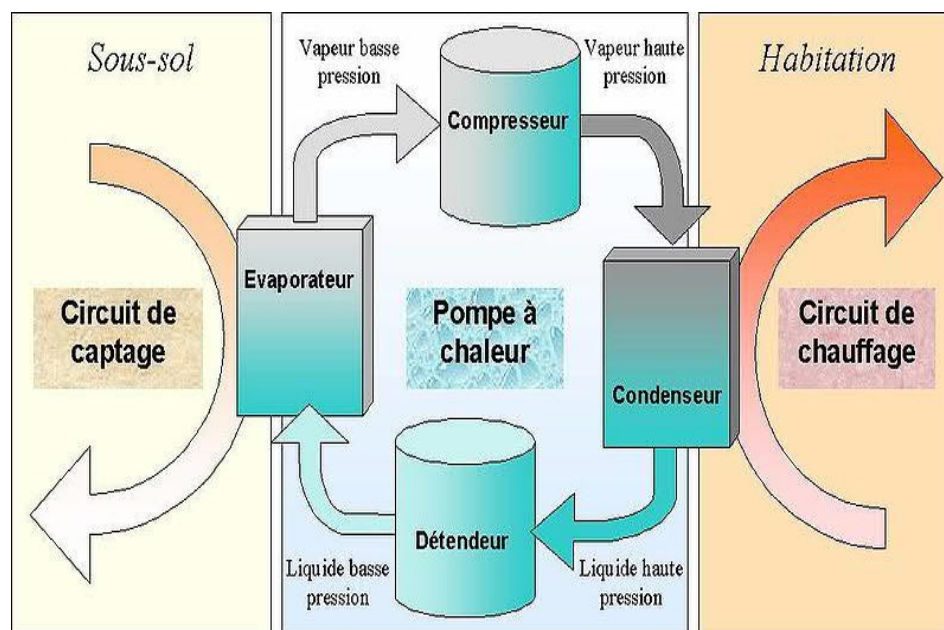 Sous-sol
Vapeur basse
pression
Compresseur
Vapeur haute
pression
Habitation
Evaporateur
Circuit de
captage
Pompe à
chaleur
Circuit de
chauffage
Condenseur
Détendeur
Liquide basse
pression
Liquide haute
pression